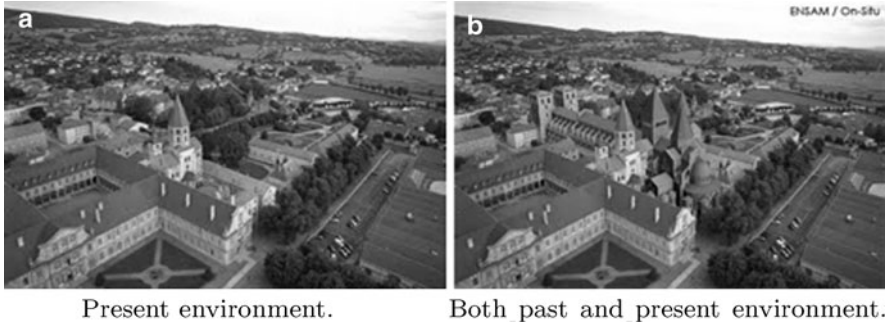 a
b
ENSAM / On-Situ
Present environment.
Both past and present environment.